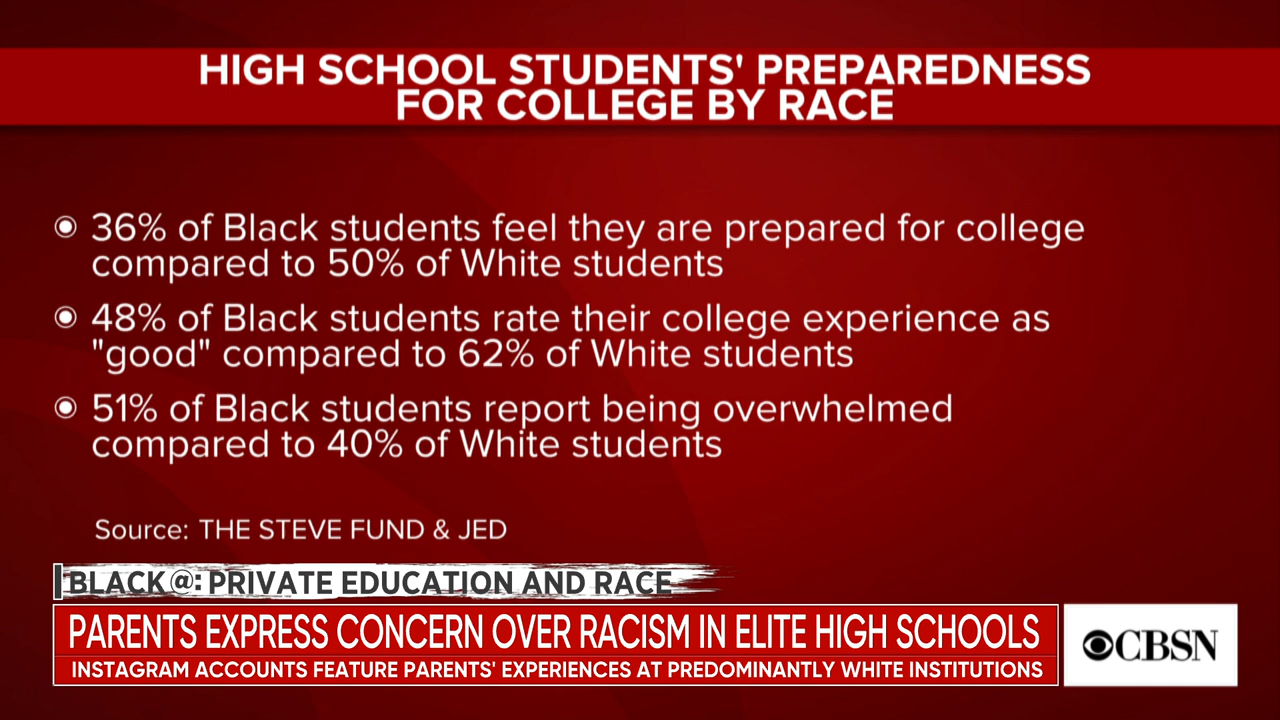 HIGH SCHOOL STUDENTS' PREPAREDNESS
FOR COLLEGE BY RACE
36% of Black students feel they are prepared for college
compared to 50% of White students
48% of Black students rate their college experience as
"good" compared to 62% of White students
51% of Black students report being overwhelmed
compared to 40% of White students
Source: THE STEVE FUND & JED
BLACK@: PRIVATE EDUCATION AND RACE
PARENTS EXPRESS CONCERN OVER RACISM IN ELITE HIGH SCHOOLS
INSTAGRAM ACCOUNTS FEATURE PARENTS' EXPERIENCES AT PREDOMINANTLY WHITE INSTITUTIONS
CBSN